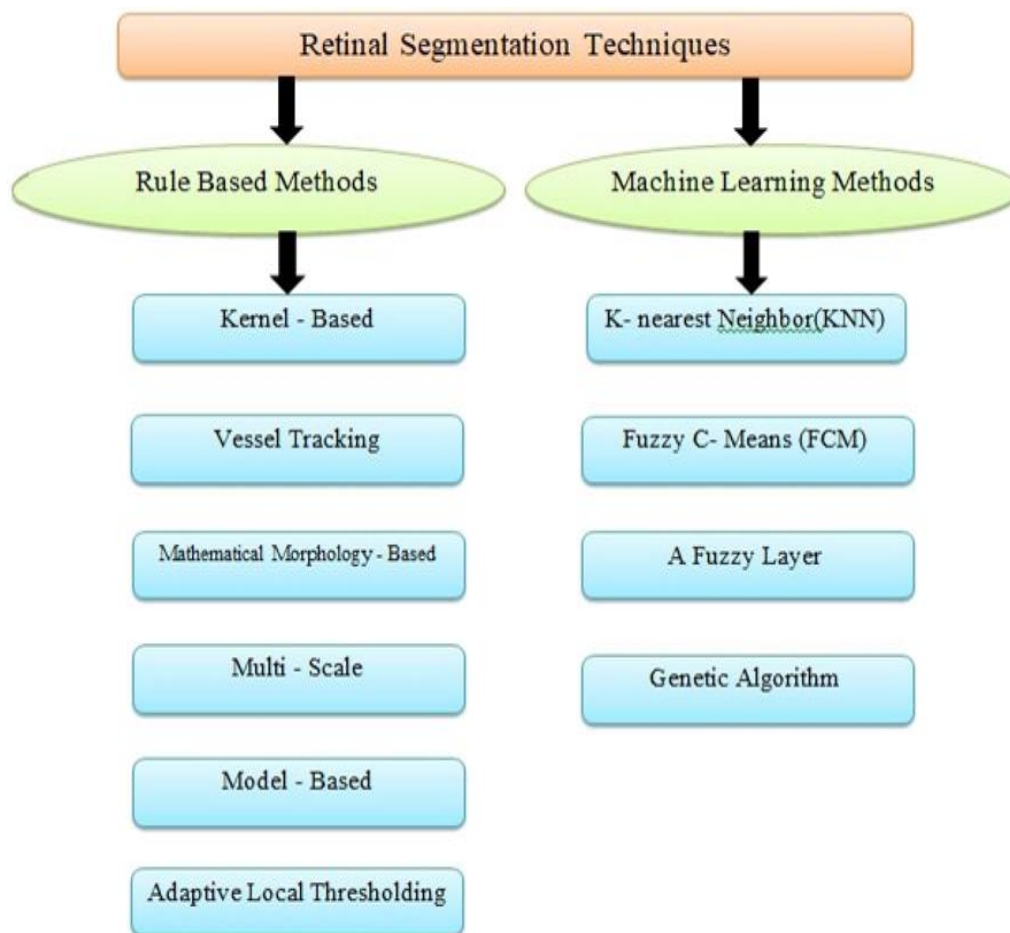 Retinal Segmentation Techniques
Rule Based Methods
Machine Learning Methods
Kernel - Based
K- nearest Neighbor(KNN)
Vessel Tracking
Fuzzy C- Means (FCM)
Mathematical Morphology - Based
A Fuzzy Layer
Multi - Scale
Genetic Algorithm
Model - Based
Adaptive Local Thresholding